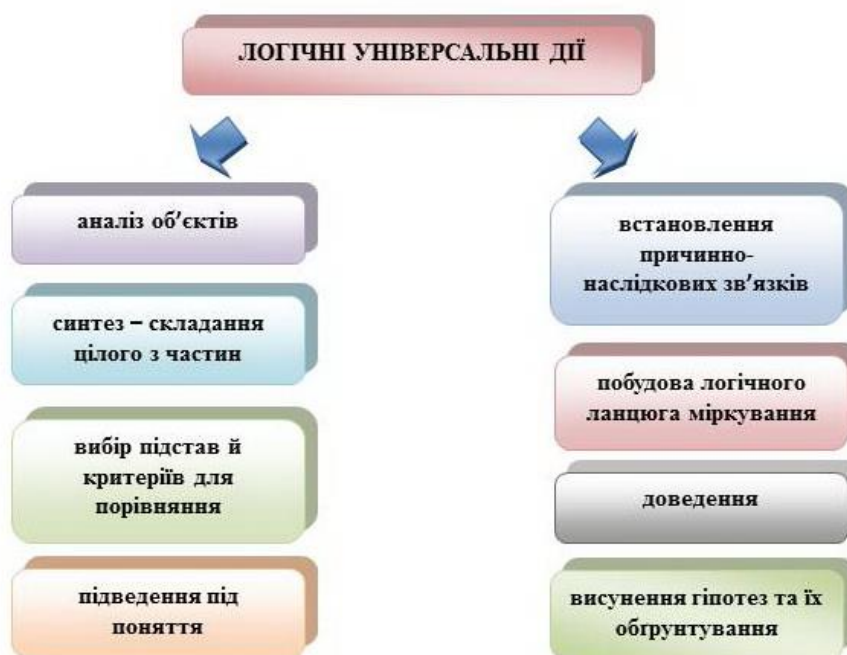 ЛОГІЧНІ УНІВЕРСАЛЬНІ ДІЇ
аналіз об’єктів
синтез – складання
цілого з частин
вибір підстав й
критеріїв для
порівняння
підведення під
поняття
встановлення
причинно-
наслідкових зв’язків
побудова логічного
ланцюга міркування
доведення
висунення гіпотез та їх
обґрунтування